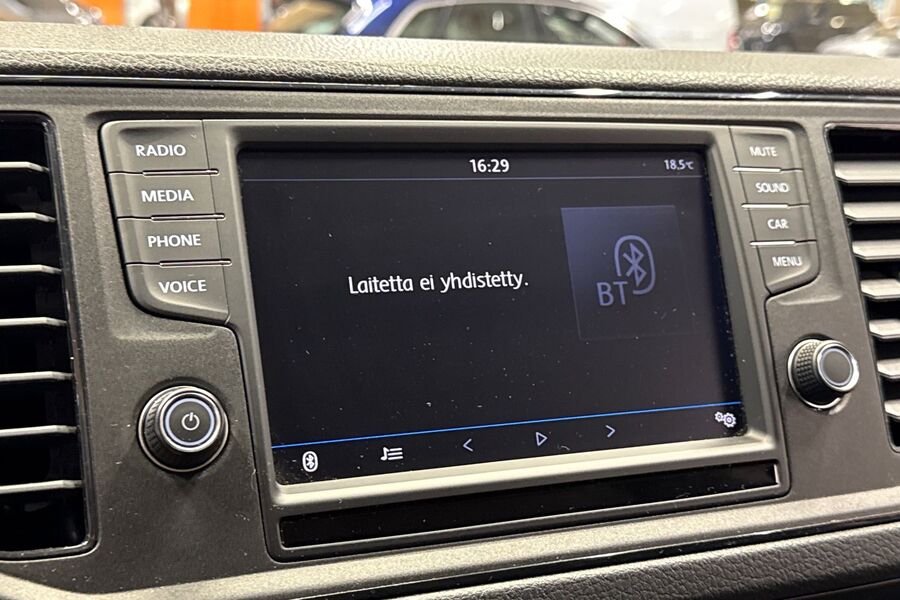 RADIO
MEDIA
PHONE
VOICE
16:29
18.5°C
Laitetta ei yhdistetty.
BT
MUTE
SOUND
CAR
MENU